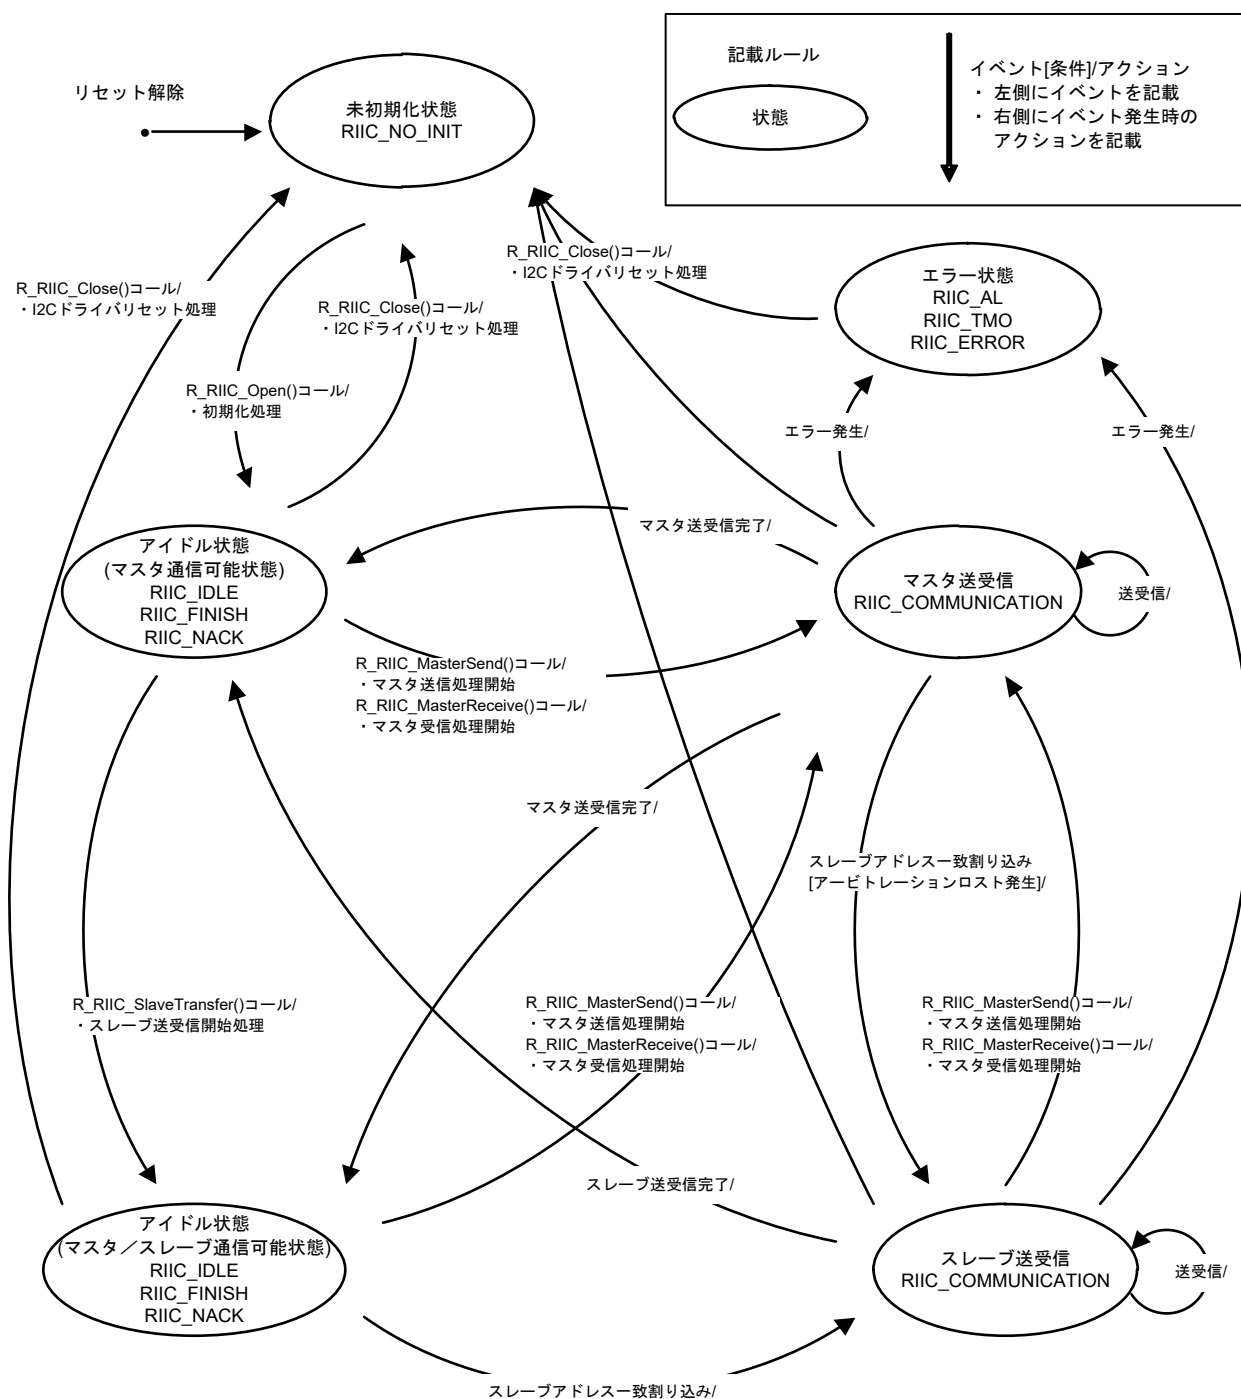 記載ルール
状態
イベント[条件]/アクション
・ 左側にイベントを記載
・ 右側にイベント発生時の
アクションを記載
リセット解除
未初期化状態
RIIC_NO_INIT
R_RIIC_Close()コール/
・I2Cドライバリセット処理
R_RIIC_Close()コール/
・I2Cドライバリセット処理
R_RIIC_Close()コール/
・I2Cドライバリセット処理
エラー状態
RIIC_AL
RIIC_TMO
RIIC_ERROR
R_RIIC_Open()コール/
・初期化処理
エラー発生/
エラー発生/
マスタ送受信完了/
アイドル状態
(マスタ通信可能状態)
RIIC_IDLE
RIIC_FINISH
RIIC_NACK
マスタ送受信
RIIC_COMMUNICATION
送受信/
R_RIIC_MasterSend()コール/
・マスタ送信処理開始
R_RIIC_MasterReceive()コール/
・マスタ受信処理開始
マスタ送受信完了/
スレーブアドレス一致割り込み
[アービトレーションロスト発生]/
R_RIIC_SlaveTransfer()コール/
・スレーブ送受信開始処理
R_RIIC_MasterSend()コール/
・マスタ送信処理開始
R_RIIC_MasterReceive()コール/
・マスタ受信処理開始
R_RIIC_MasterSend()コール/
・マスタ送信処理開始
R_RIIC_MasterReceive()コール/
・マスタ受信処理開始
スレーブ送受信完了/
アイドル状態
(マスタ／スレーブ通信可能状態)
RIIC_IDLE
RIIC_FINISH
RIIC_NACK
スレーブ送受信
RIIC_COMMUNICATION
送受信/
スレーブアドレス一致割り込み/